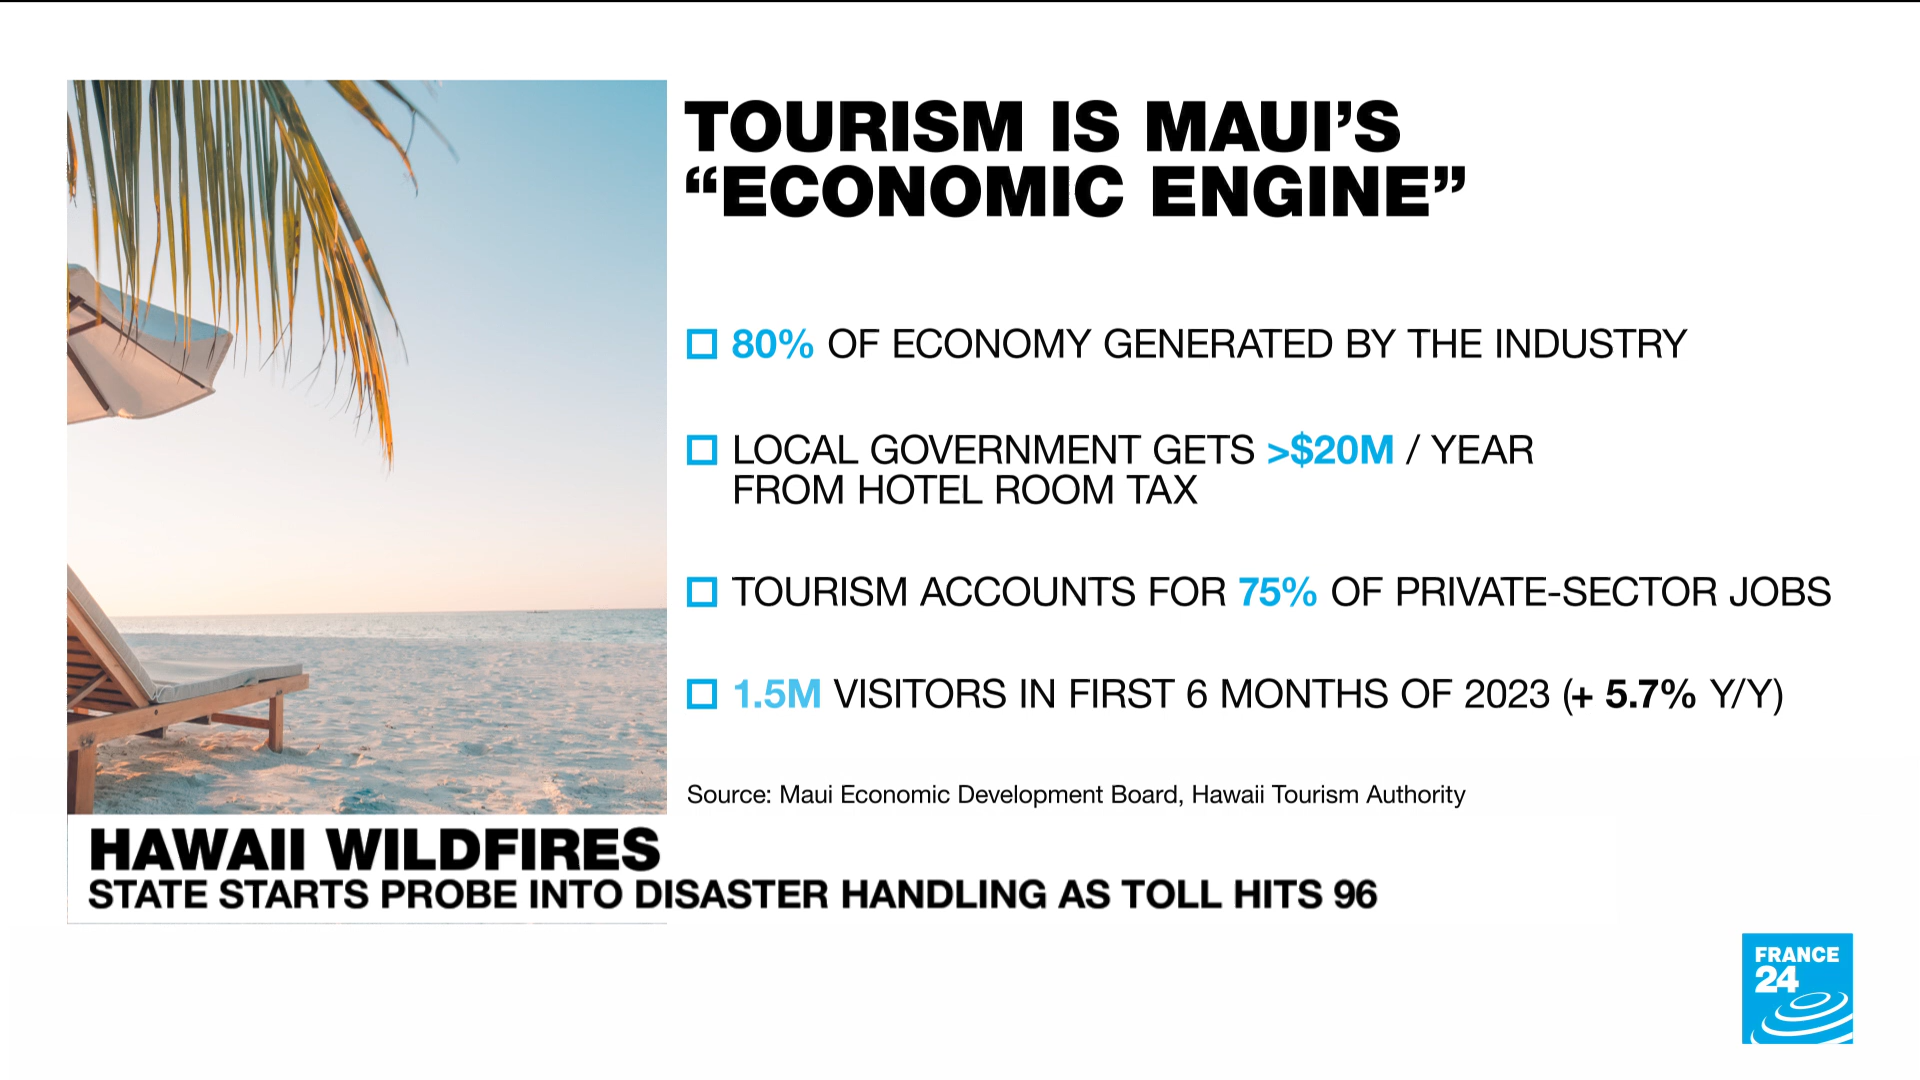 TOURISM IS MAUI’S
“ECONOMIC ENGINE”
80% OF ECONOMY GENERATED BY THE INDUSTRY
LOCAL GOVERNMENT GETS >$20M / YEAR
FROM HOTEL ROOM TAX
TOURISM ACCOUNTS FOR 75% OF PRIVATE-SECTOR JOBS
1.5M VISITORS IN FIRST 6 MONTHS OF 2023 (+ 5.7% Y/Y)
Source: Maui Economic Development Board, Hawaii Tourism Authority
HAWAII WILDFIRES
STATE STARTS PROBE INTO DISASTER HANDLING AS TOLL HITS 96
FRANCE
24